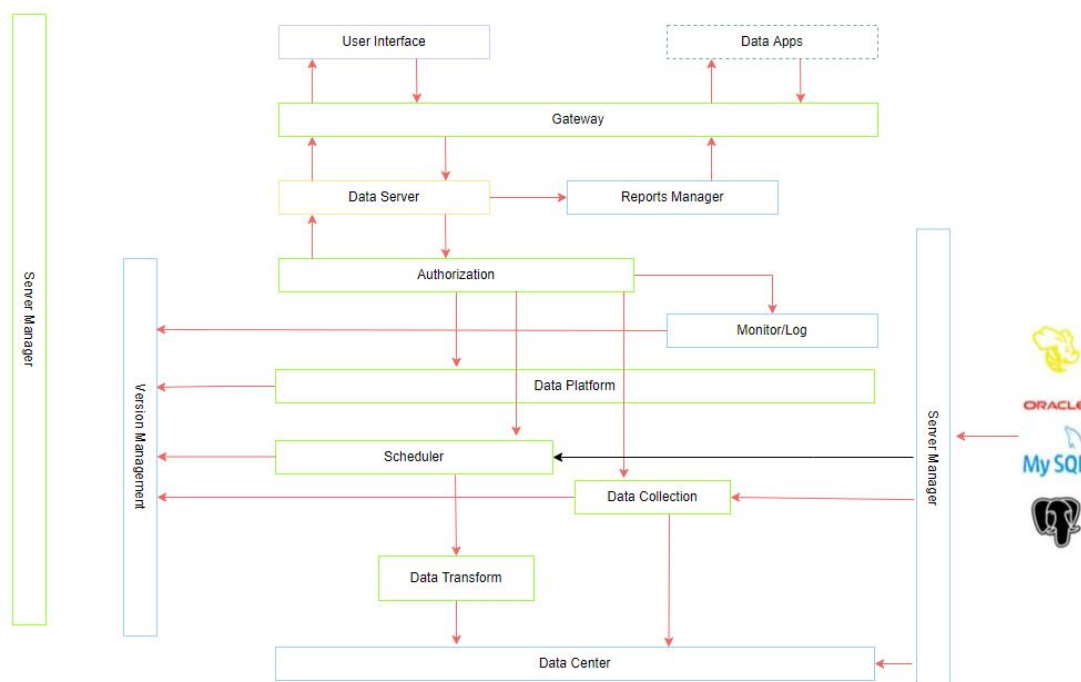 User Interface
Data Apps
Gateway
Data Server
Reports Manager
Authorization
Monitor/Log
Data Platform
Scheduler
Data Collection
Data Transform
Data Center
Server Manager
Version Management
Server Manager
ORACLE
My SQL